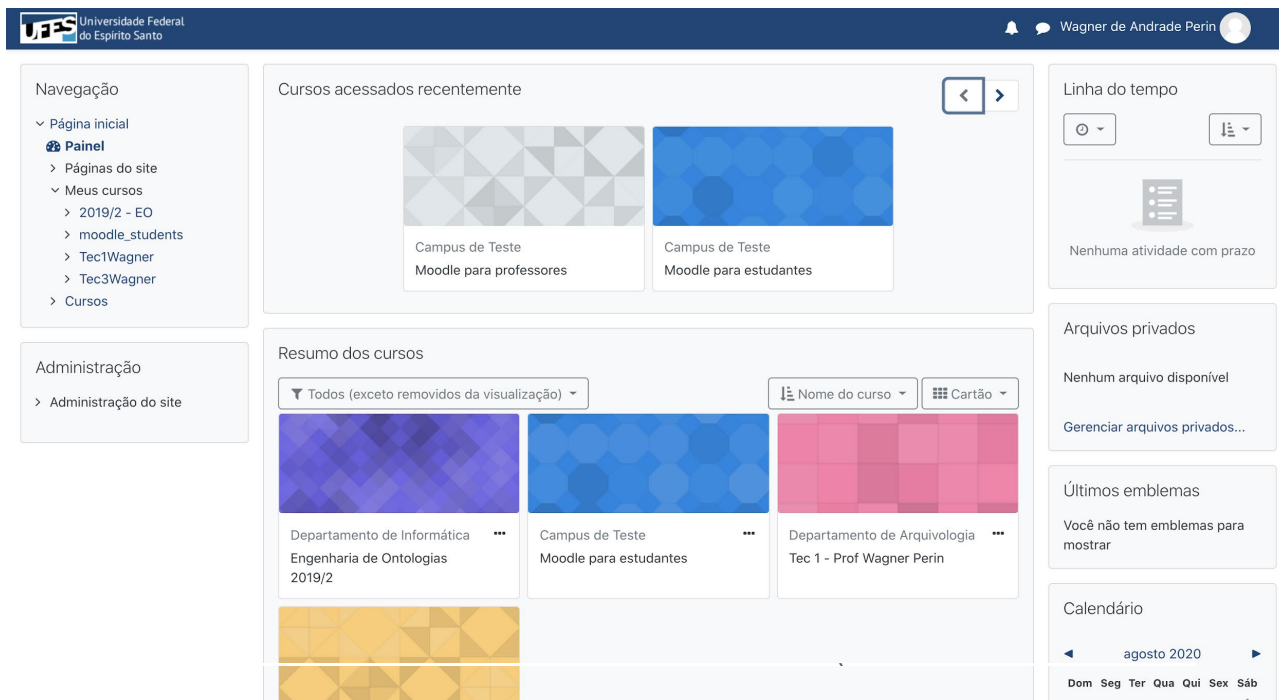 UFES
Universidade Federal
do Espírito Santo
Wagner de Andrade Perin
Navegação
Página inicial
Painel
Páginas do site
Meus cursos
2019/2 - EO
moodle_students
Tec1Wagner
Tec3Wagner
Cursos
Administração
Administração do site
Cursos acessados recentemente
Campus de Teste
Moodle para professores
Campus de Teste
Moodle para estudantes
Resumo dos cursos
Todos (exceto removidos da visualização)
Nome do curso
Cartão
Departamento de Informática
Engenharia de Ontologias
2019/2
Campus de Teste
Moodle para estudantes
Departamento de Arquivologia
Tec 1 - Prof Wagner Perin
Linha do tempo
Nenhuma atividade com prazo
Arquivos privados
Nenhum arquivo disponível
Gerenciar arquivos privados...
Últimos emblemas
Você não tem emblemas para
mostrar
Calendário
agosto 2020
Dom Seg Ter Qua Qui Sex Sáb